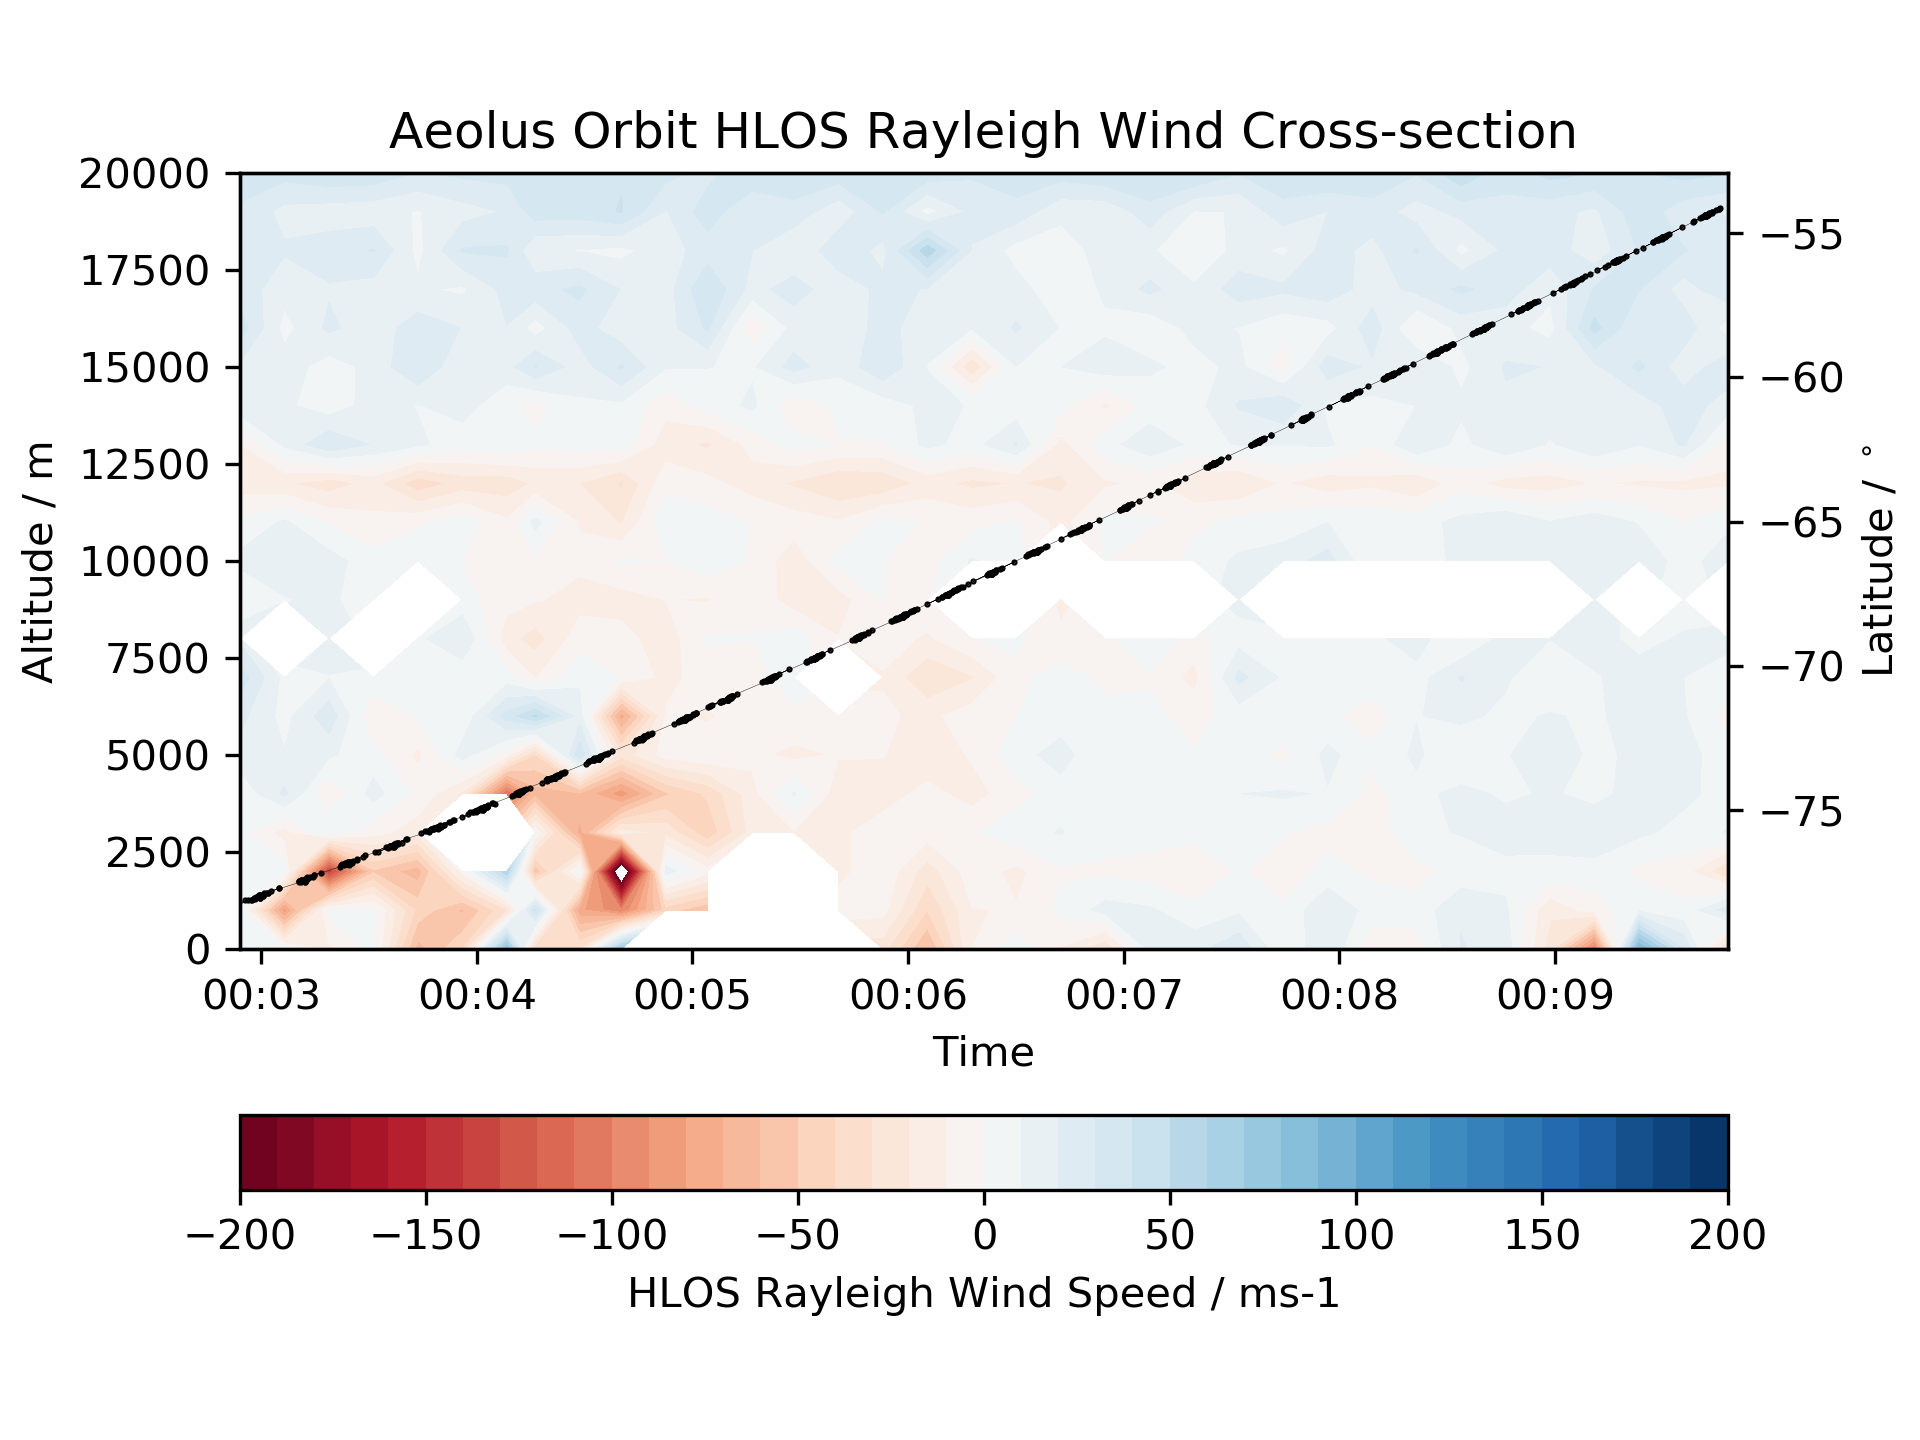 Aeolus Orbit HLOS Rayleigh Wind Cross-section
20000
17500
15000
12500
10000
7500
5000
2500
0
Altitude / m
−55
−60
−65
−70
−75
Latitude / °
00:03 00:04 00:05 00:06 00:07 00:08 00:09
Time
−200 −150 −100 −50 0 50 100 150 200
HLOS Rayleigh Wind Speed / ms-1